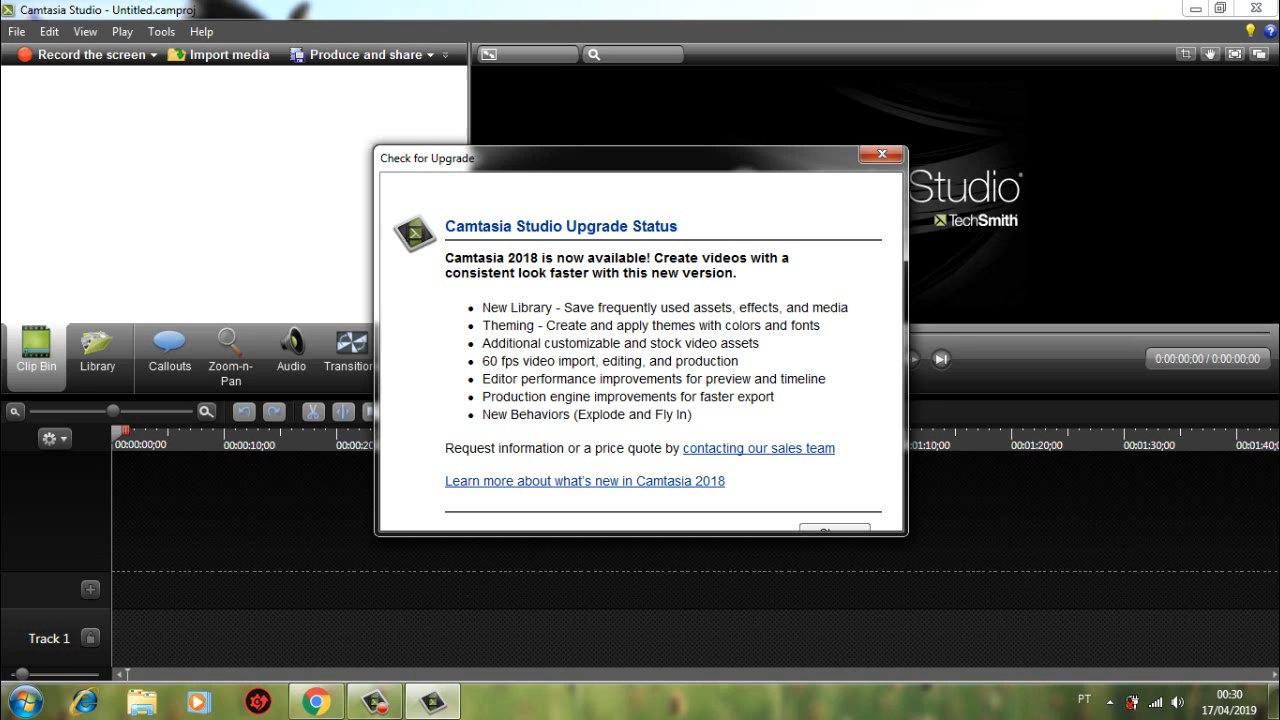 Camtasia Studio - Untitled.camproj
File Edit View Play Tools Help
Record the screen Import media Produce and share
Check for Upgrade
Studio
TechSmith
Camtasia Studio Upgrade Status
Camtasia 2018 is now available! Create videos with a
consistent look faster with this new version.
New Library - Save frequently used assets, effects, and media
Theming - Create and apply themes with colors and fonts
Additional customizable and stock video assets
60 fps video import, editing, and production
Editor performance improvements for preview and timeline
Production engine improvements for faster export
New Behaviors (Explode and Fly In)
Request information or a price quote by contacting our sales team
Learn more about what's new in Camtasia 2018
Clip Bin Library Callouts Zoom-n- Audio
Pan
0:00:00;00 / 0:00:00;00
00:00:00;00 00:00:10;00 00:01:20;00 00:01:30;00
Track 1
PT
00:30
17/04/2019